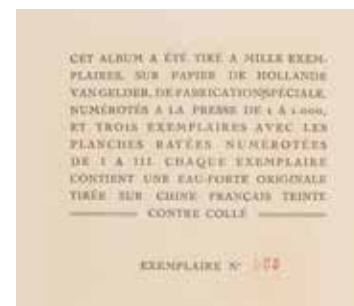 CET ALBUM A ÉTÉ TIRÉ A MILLE EXEM-
PLAIRES, SUR PAPIER DE HOLLANDE
VAN GELDER, DE FABRICATION SPÉCIALE,
NUMÉROTÉS A LA PRESSE DE 1 A 1.000,
ET TROIS EXEMPLAIRES AVEC LES
PLANCHES RAYÉES NUMÉROTÉES
DE I A III. CHAQUE EXEMPLAIRE
CONTIENT UNE EAU-FORTE ORIGINALE
TIRÉE SUR CHINE FRANÇAIS TEINTE
CONTRE COLLÉ
EXEMPLAIRE N°